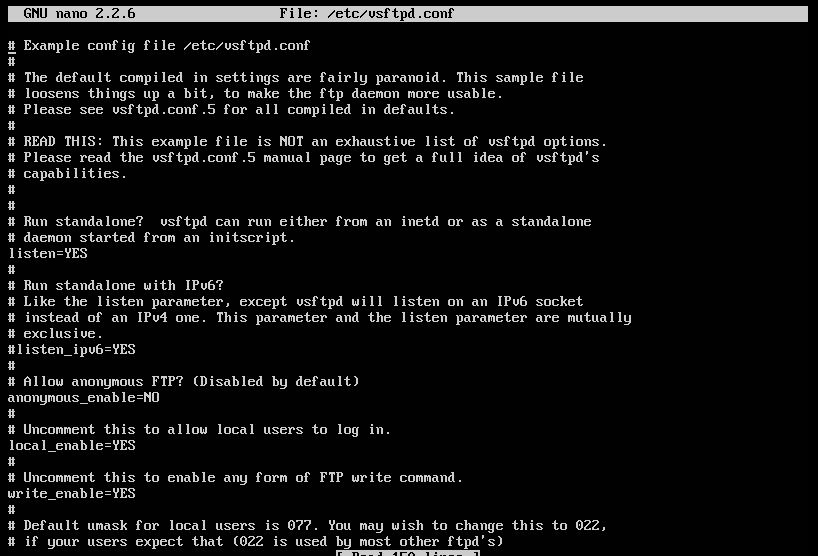 GNU nano 2.2.6 File: /etc/vsftpd.conf
# Example config file /etc/vsftpd.conf
#
# The default compiled in settings are fairly paranoid. This sample file
# loosens things up a bit, to make the ftp daemon more usable.
# Please see vsftpd.conf.5 for all compiled in defaults.
#
# READ THIS: This example file is NOT an exhaustive list of vsftpd options.
# Please read the vsftpd.conf.5 manual page to get a full idea of vsftpd's
# capabilities.
#
#
# Run standalone?  vsftpd can run either from an inetd or as a standalone
# daemon started from an initscript.
listen=YES
#
# Run standalone with IPv6?
# Like the listen parameter, except vsftpd will listen on an IPv6 socket
# instead of an IPv4 one. This parameter and the listen parameter are mutually
# exclusive.
#listen_ipv6=YES
#
# Allow anonymous FTP? (Disabled by default)
anonymous_enable=NO
#
# Uncomment this to allow local users to log in.
local_enable=YES
#
# Uncomment this to enable any form of FTP write command.
write_enable=YES
#
# Default umask for local users is 077. You may wish to change this to 022,
# if your users expect that (022 is used by most other ftpd's)